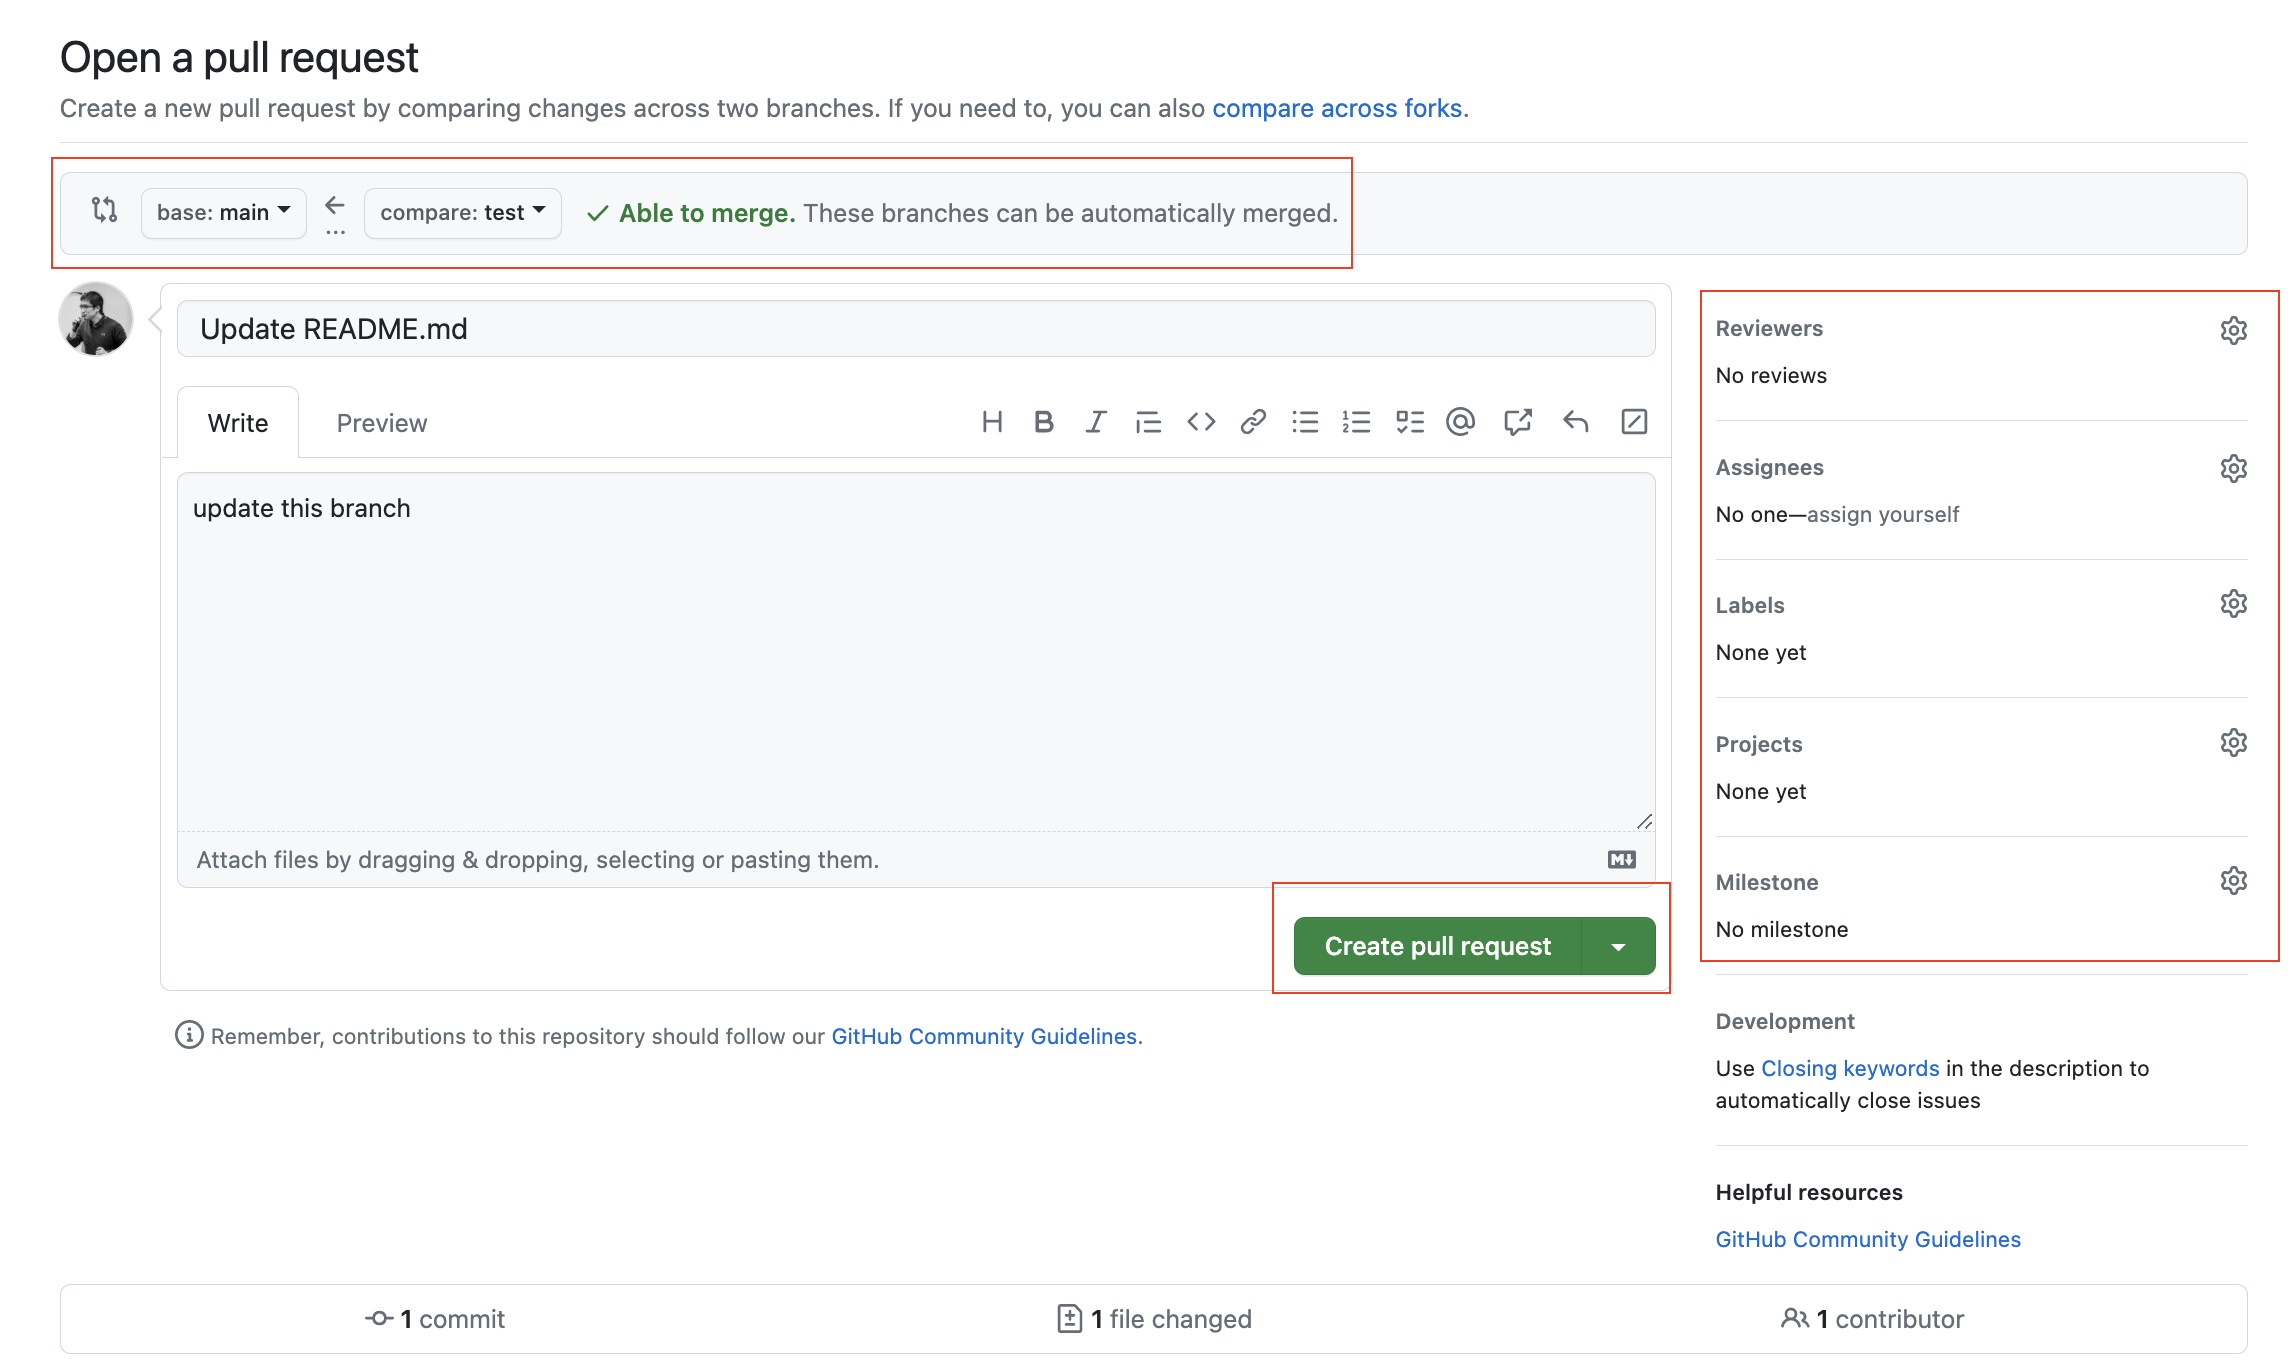 Open a pull request
Create a new pull request by comparing changes across two branches. If you need to, you can also compare across forks.
base: main
...
compare: test
Able to merge. These branches can be automatically merged.
Update README.md
Write
Preview
update this branch
Attach files by dragging & dropping, selecting or pasting them.
Create pull request
Remember, contributions to this repository should follow our GitHub Community Guidelines.
Reviewers
No reviews
Assignees
No one—assign yourself
Labels
None yet
Projects
None yet
Milestone
No milestone
Development
Use Closing keywords in the description to
automatically close issues
Helpful resources
GitHub Community Guidelines
1 commit
1 file changed
1 contributor